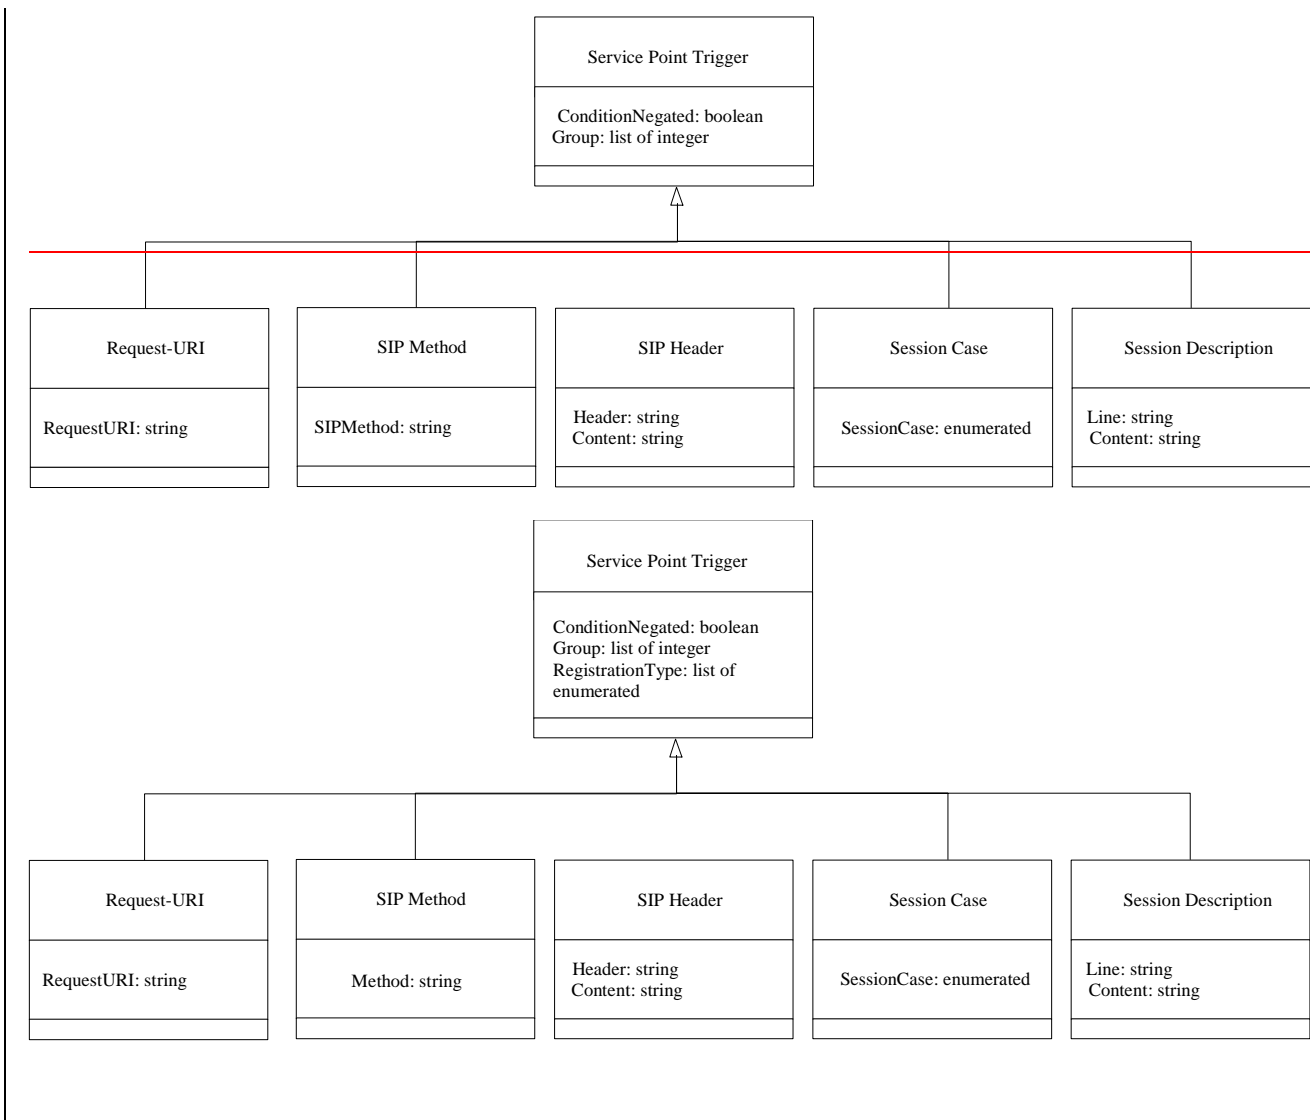 Service Point Trigger
ConditionNegated: boolean
Group: list of integer
Request-URI
RequestURI: string
SIP Method
SIPMethod: string
SIP Header
Header: string
Content: string
Session Case
SessionCase: enumerated
Session Description
Line: string
Content: string
Service Point Trigger
ConditionNegated: boolean
Group: list of integer
RegistrationType: list of
enumerated
Request-URI
RequestURI: string
SIP Method
Method: string
SIP Header
Header: string
Content: string
Session Case
SessionCase: enumerated
Session Description
Line: string
Content: string